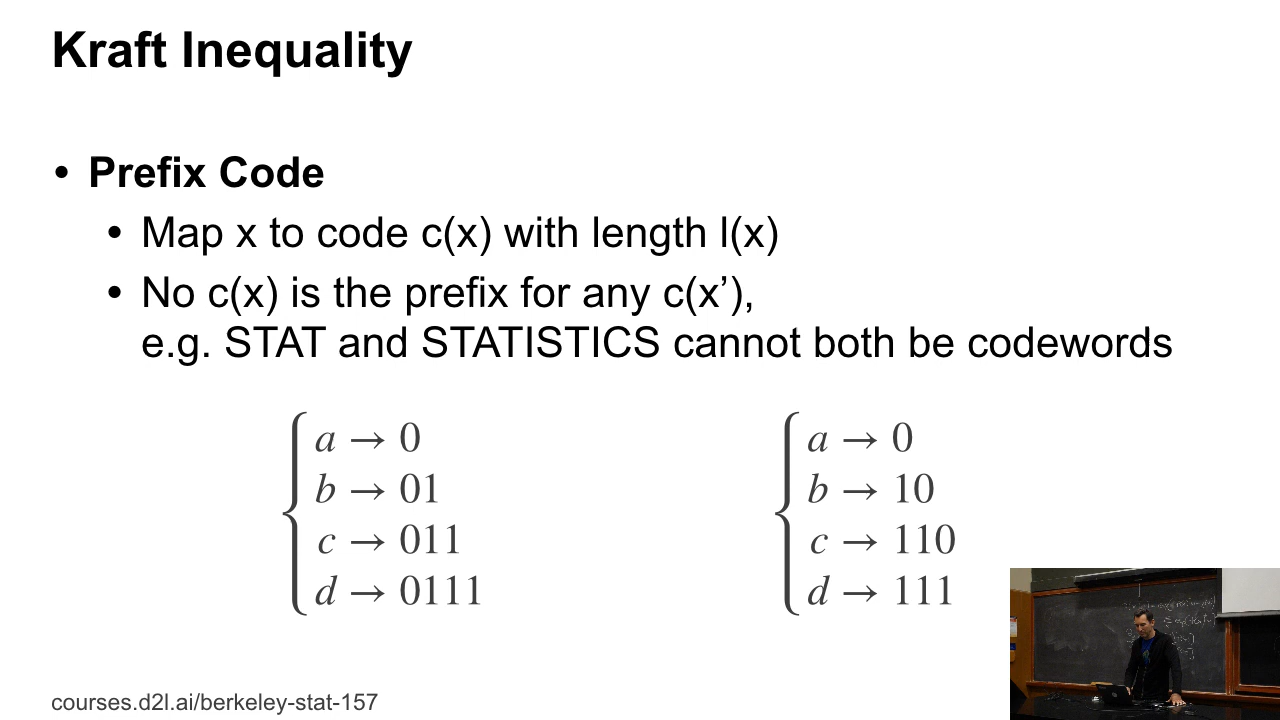 Kraft Inequality
• Prefix Code
• Map x to code c(x) with length l(x)
• No c(x) is the prefix for any c(x’),
e.g. STAT and STATISTICS cannot both be codewords
a → 0
b → 01
c → 011
d → 0111
a → 0
b → 10
c → 110
d → 111
courses.d2l.ai/berkeley-stat-157